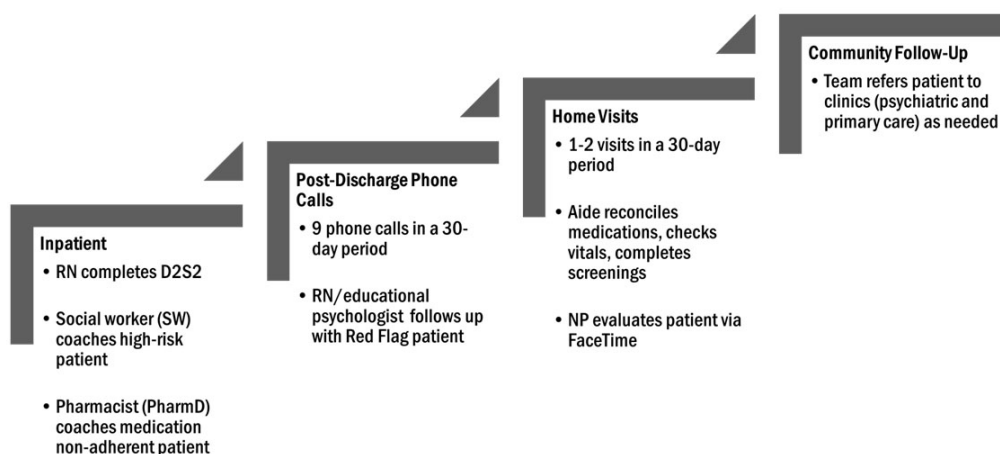 Inpatient
• RN completes D2S2
• Social worker (SW)
coaches high-risk
patient
• Pharmacist (PharmD)
coaches medication
non-adherent patient
Post-Discharge Phone
Calls
• 9 phone calls in a 30-
day period
• RN/educational
psychologist follows up
with Red Flag patient
Home Visits
• 1-2 visits in a 30-day
period
• Aide reconciles
medications, checks
vitals, completes
screenings
• NP evaluates patient via
FaceTime
Community Follow-Up
• Team refers patient to
clinics (psychiatric and
primary care) as needed